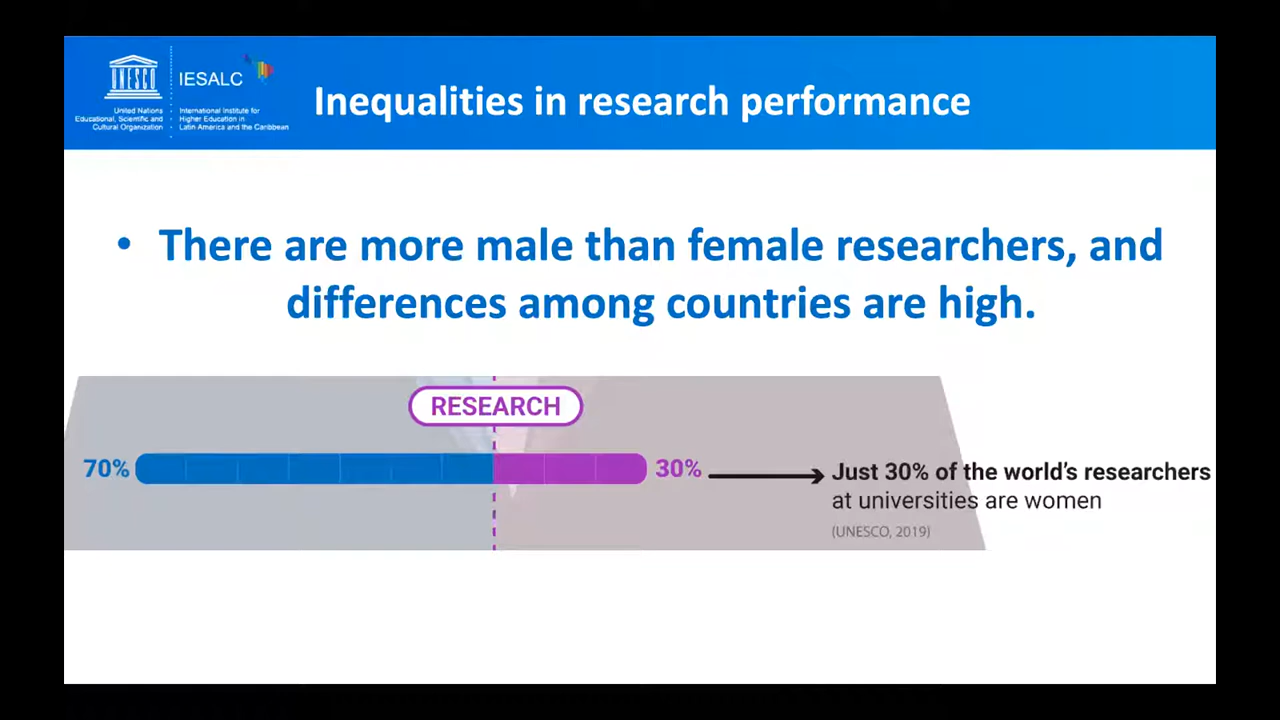 UNESCO
United Nations
Educational, Scientific and
Cultural Organization
IESALC
International Institute for
Higher Education in
Latin America and the Caribbean
Inequalities in research performance
• There are more male than female researchers, and
differences among countries are high.
RESEARCH
70%
30%
Just 30% of the world's researchers
at universities are women
(UNESCO, 2019)